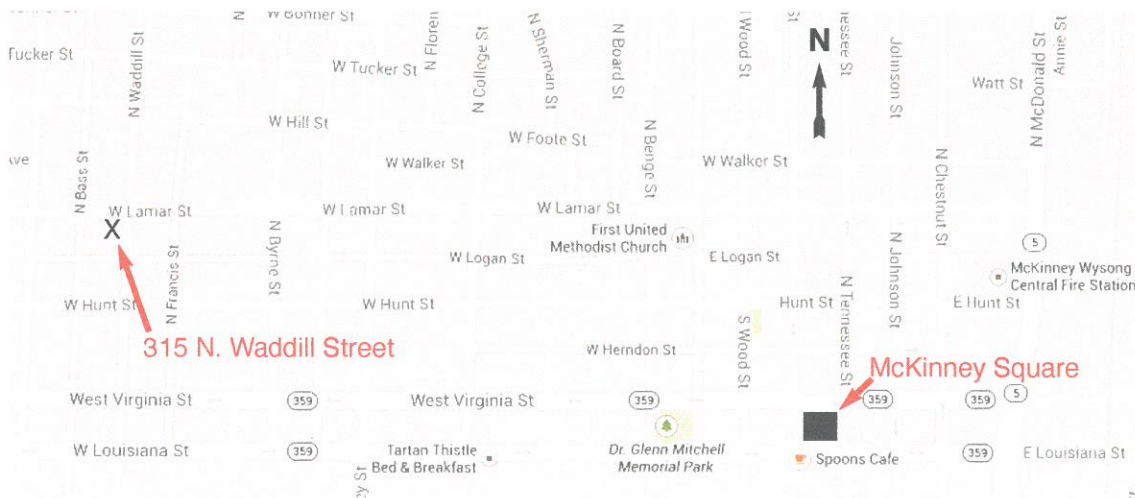 W Bonner St
Tucker St
N Waddill St
W Tucker St
N College St
N Sherman St
N Board St
N
Johnson St
Watt St
N McDonald St
Annie St
W Hill St
W Foote St
N Benge St
W Walker St
W Walker St
N Chestnut St
N Bass St
W Lamar St
W Lamar St
W Lamar St
X
First United
Methodist Church
N Byrne St
N Francis St
W Logan St
E Logan St
N Johnson St
5
McKinney Wysong
Central Fire Station
W Hunt St
W Hunt St
Hunt St
N Tennessee St
E Hunt St
315 N. Waddill Street
W Herndon St
S Wood St
McKinney Square
West Virginia St
359
West Virginia St
359
359
359
5
W Louisiana St
359
Tartan Thistle
Bed & Breakfast
Dr. Glenn Mitchell
Memorial Park
Spoons Cafe
359
E Louisiana St